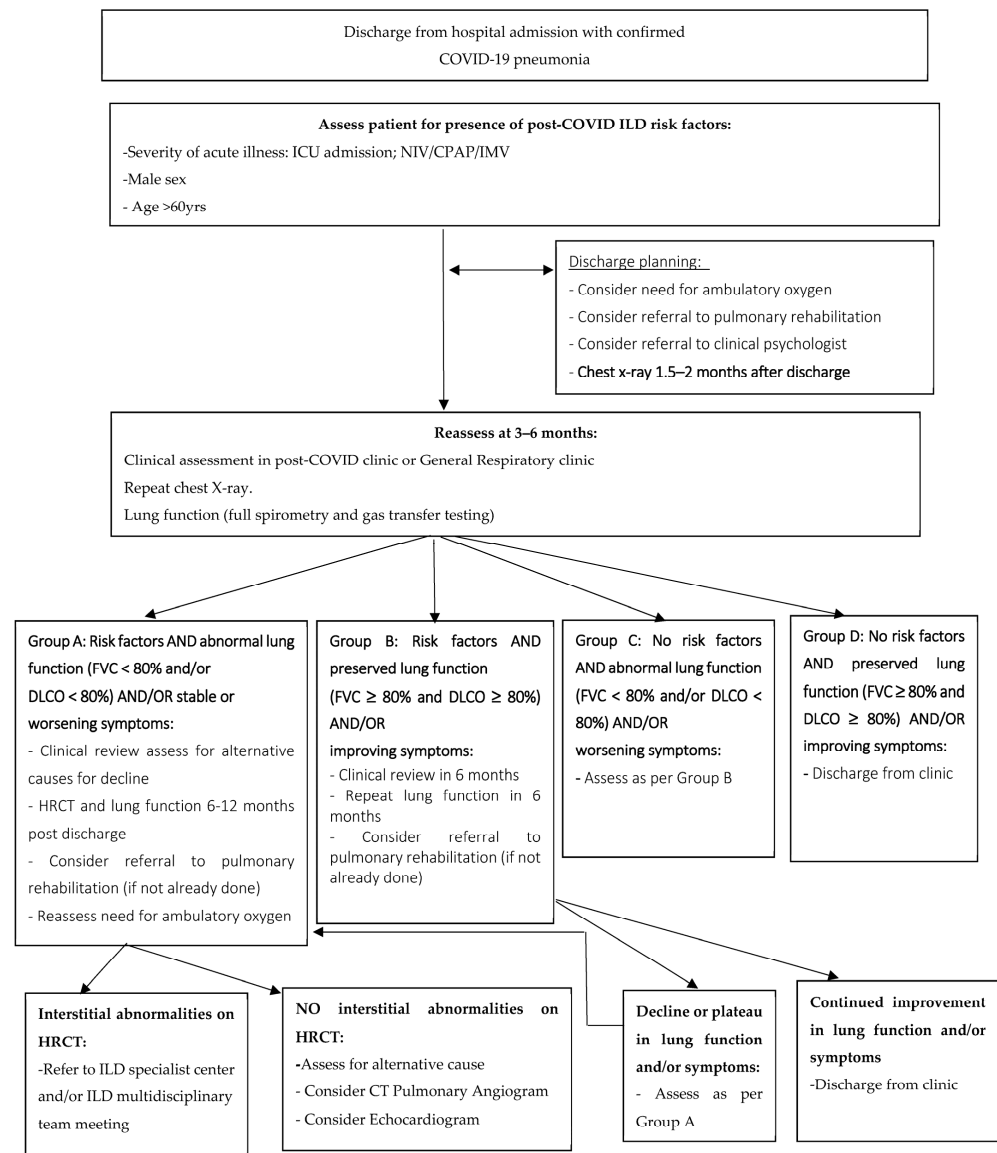 Discharge from hospital admission with confirmed
COVID-19 pneumonia
Assess patient for presence of post-COVID ILD risk factors:
-Severity of acute illness: ICU admission; NIV/CPAP/IMV
-Male sex
- Age >60yrs
Discharge planning:
- Consider need for ambulatory oxygen
- Consider referral to pulmonary rehabilitation
- Consider referral to clinical psychologist
- Chest x-ray 1.5–2 months after discharge
Reassess at 3–6 months:
Clinical assessment in post-COVID clinic or General Respiratory clinic
Repeat chest X-ray.
Lung function (full spirometry and gas transfer testing)
Group A: Risk factors AND abnormal lung
function (FVC < 80% and/or
DLCO < 80%) AND/OR stable or
worsening symptoms:
- Clinical review assess for alternative
causes for decline
- HRCT and lung function 6-12 months
post discharge
- Consider referral to pulmonary
rehabilitation (if not already done)
- Reassess need for ambulatory oxygen
Group B: Risk factors AND
preserved lung function
(FVC ≥ 80% and DLCO ≥ 80%)
AND/OR
improving symptoms:
- Clinical review in 6 months
- Repeat lung function in 6
months
- Consider referral to
pulmonary rehabilitation (if not
already done)
Group C: No risk factors
AND abnormal lung function
(FVC < 80% and/or DLCO <
80%) AND/OR
worsening symptoms:
- Assess as per Group B
Group D: No risk factors
AND preserved lung
function (FVC ≥ 80% and
DLCO ≥ 80%) AND/OR
improving symptoms:
- Discharge from clinic
Interstitial abnormalities on
HRCT:
-Refer to ILD specialist center
and/or ILD multidisciplinary
team meeting
NO interstitial abnormalities on
HRCT:
-Assess for alternative cause
- Consider CT Pulmonary Angiogram
- Consider Echocardiogram
Decline or plateau
in lung function
and/or symptoms:
- Assess as per
Group A
Continued improvement
in lung function and/or
symptoms
-Discharge from clinic